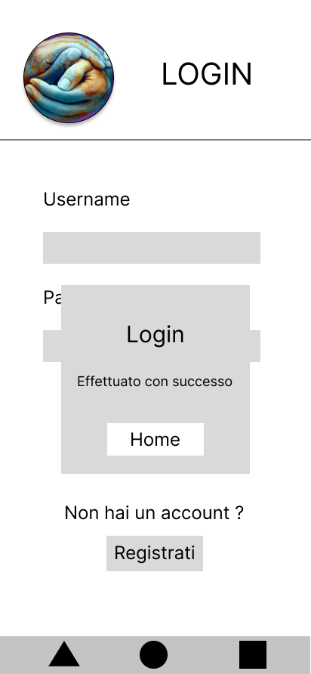 LOGIN
Username
Pa
Login
Effettuato con successo
Home
Non hai un account ?
Registrati